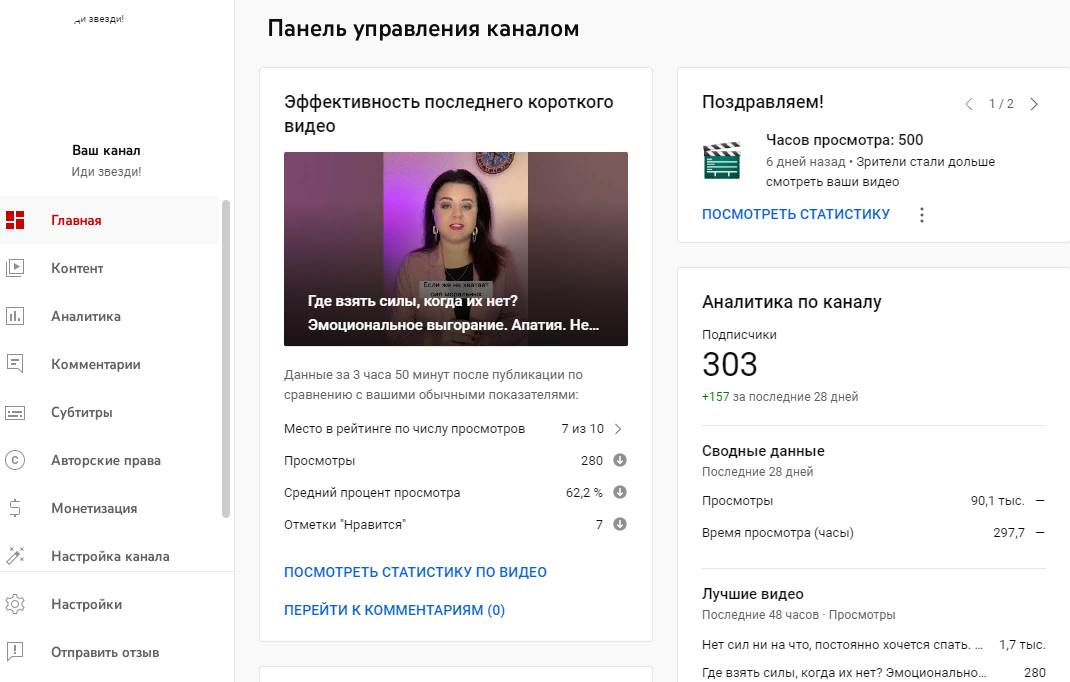 иди звезди!
Ваш канал
Иди звезди!
Главная
Контент
Аналитика
Комментарии
Субтитры
Авторские права
Монетизация
Настройка канала
Настройки
Отправить отзыв
Панель управления каналом
Эффективность последнего короткого
видео
Если же не хватает
сил моральных
Где взять силы, когда их нет?
Эмоциональное выгорание. Апатия. Не...
Данные за 3 часа 50 минут после публикации по
сравнению с вашими обычными показателями:
Место в рейтинге по числу просмотров 7 из 10
Просмотры 280
Средний процент просмотра 62,2 %
Отметки "Нравится" 7
ПОСМОТРЕТЬ СТАТИСТИКУ ПО ВИДЕО
ПЕРЕЙТИ К КОММЕНТАРИЯМ (0)
Поздравляем! 1 / 2
Часов просмотра: 500
6 дней назад • Зрители стали дольше
смотреть ваши видео
ПОСМОТРЕТЬ СТАТИСТИКУ
Аналитика по каналу
Подписчики
303
+157 за последние 28 дней
Сводные данные
Последние 28 дней
Просмотры 90,1 тыс. —
Время просмотра (часы) 297,7 —
Лучшие видео
Последние 48 часов · Просмотры
Нет сил ни на что, постоянно хочется спать. ... 1,7 тыс.
Где взять силы, когда их нет? Эмоционально... 280